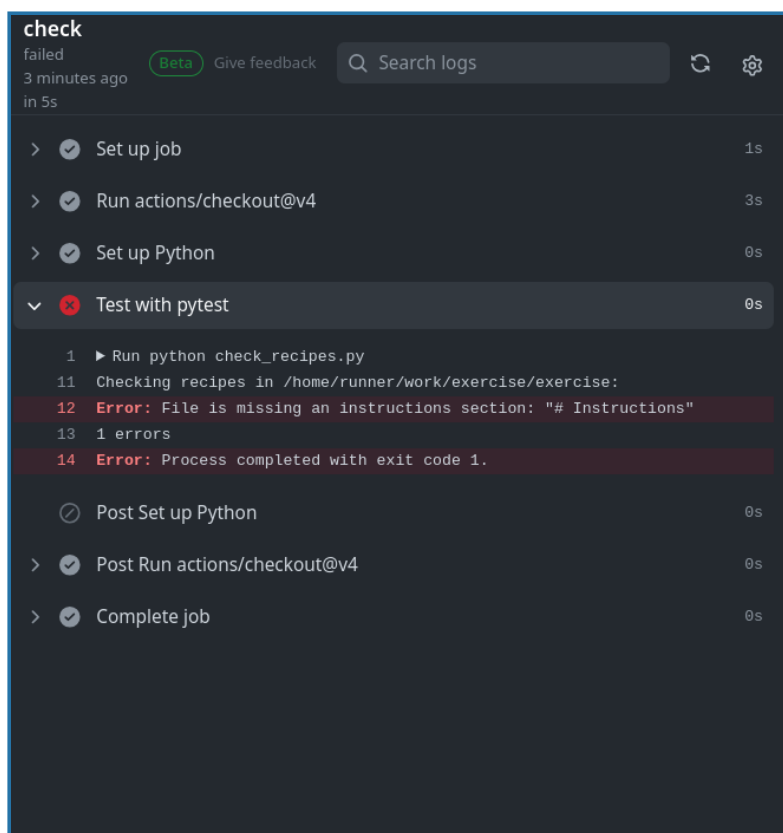 check
failed
3 minutes ago
in 5s
Beta
Give feedback
Search logs
Set up job 1s
Run actions/checkout@v4 3s
Set up Python 0s
Test with pytest 0s
1 Run python check_recipes.py
11 Checking recipes in /home/runner/work/exercise/exercise:
12 Error: File is missing an instructions section: "# Instructions"
13 1 errors
14 Error: Process completed with exit code 1.
Post Set up Python 0s
Post Run actions/checkout@v4 0s
Complete job 0s